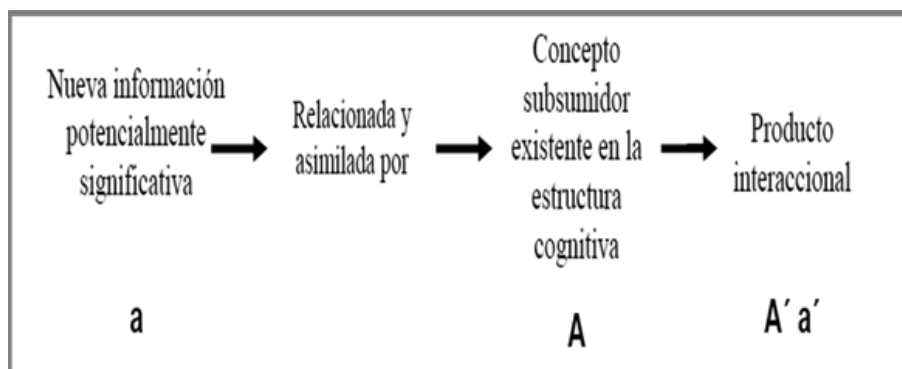 Nueva información
potencialmente
significativa
Relacionada y
asimilada por
Concepto
subsumidor
existente en la
estructura
cognitiva
Producto
interaccional
a
A
A´ a´